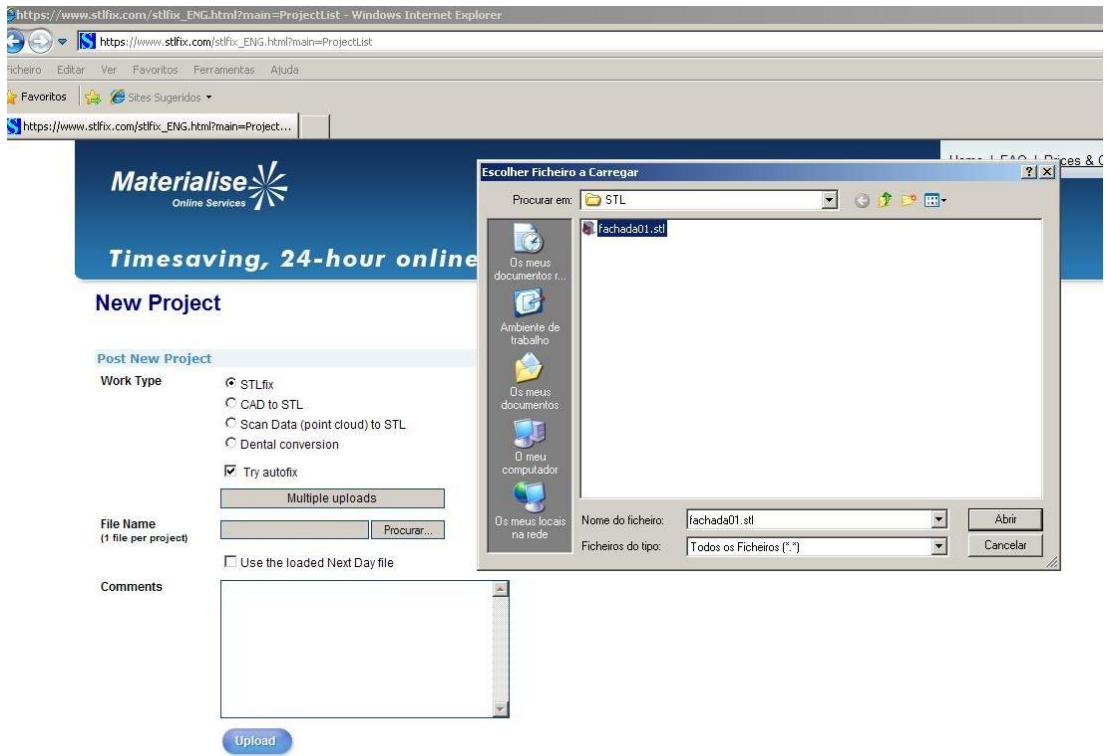 https://www.stlfix.com/stlfix_ENG.html?main=ProjectList - Windows Internet Explorer
https://www.stlfix.com/stlfix_ENG.html?main=ProjectList
Ficheiro Editar Ver Favoritos Ferramentas Ajuda
Favoritos Sites Sugeridos
https://www.stlfix.com/stlfix_ENG.html?main=Project...
Materialise
Online Services
Timesaving, 24-hour online
New Project
Post New Project
Work Type
STLfix
CAD to STL
Scan Data (point cloud) to STL
Dental conversion
Try autofix
Multiple uploads
File Name
(1 file per project)
Procurar...
Use the loaded Next Day file
Comments
Upload
Escolher Ficheiro a Carregar
Procurar em: STL
fachada01.stl
Os meus
documentos r...
Ambiente de
trabalho
Os meus
documentos
O meu
computador
Os meus locais
na rede
Nome do ficheiro: fachada01.stl Abrir
Ficheiros do tipo: Todos os Ficheiros (*.*) Cancelar